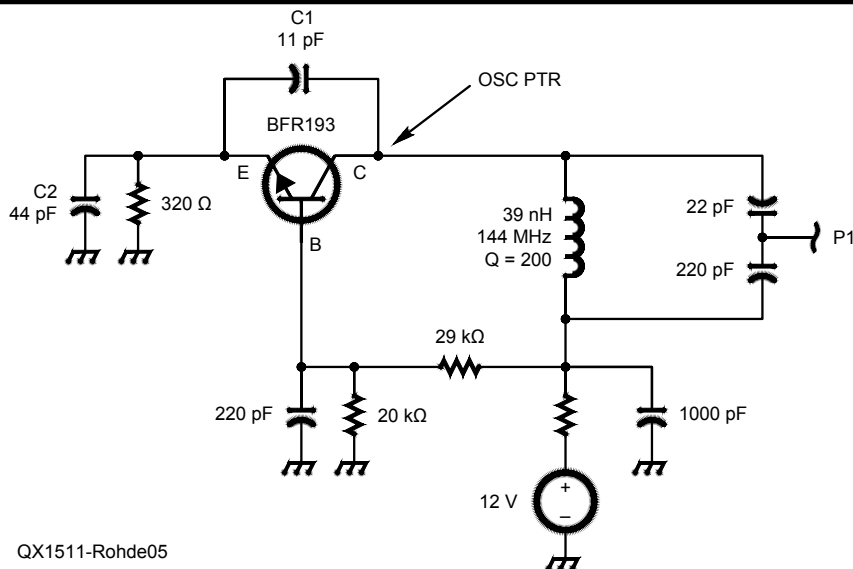 C1
11 pF
OSC PTR
BFR193
E
C
C2
44 pF
320 Ω
B
39 nH
144 MHz
Q = 200
22 pF
P1
220 pF
29 kΩ
220 pF
20 kΩ
1000 pF
12 V
+
–
QX1511-Rohde05